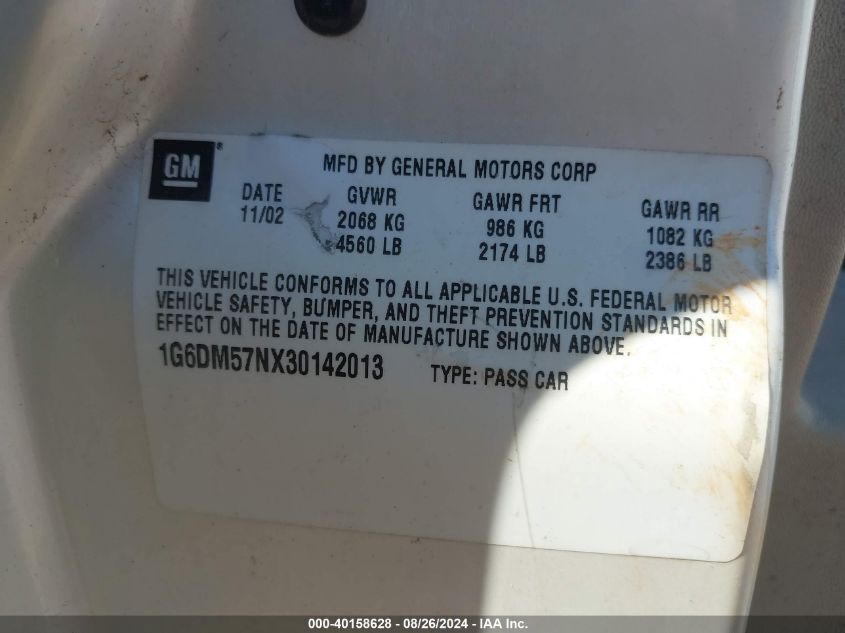 GM ®
MFD BY GENERAL MOTORS CORP
DATE GVWR GAWR FRT GAWR RR
11/02 2068 KG 986 KG 1082 KG
4560 LB 2174 LB 2386 LB
THIS VEHICLE CONFORMS TO ALL APPLICABLE U.S. FEDERAL MOTOR
VEHICLE SAFETY, BUMPER, AND THEFT PREVENTION STANDARDS IN
EFFECT ON THE DATE OF MANUFACTURE SHOWN ABOVE.
1G6DM57NX30142013 TYPE: PASS CAR
000-40158628 - 08/26/2024 - IAA Inc.